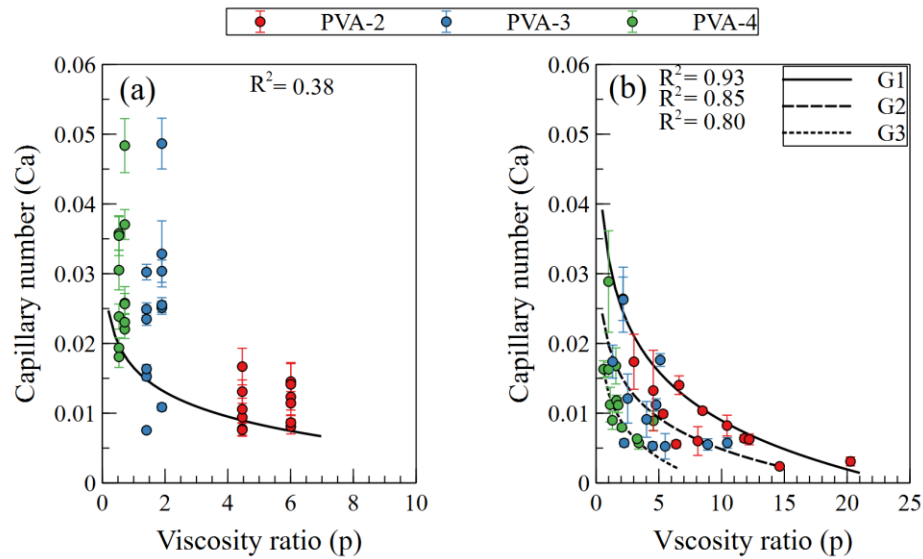 PVA-2 PVA-3 PVA-4
(a)
R² = 0.38
0.06
0.05
0.04
0.03
0.02
0.01
0
Capillary number (Ca)
0 2 4 6 8 10
Viscosity ratio (p)
(b)
R² = 0.93
R² = 0.85
R² = 0.80
G1
G2
G3
0.06
0.05
0.04
0.03
0.02
0.01
0
Capillary number (Ca)
0 5 10 15 20 25
Vscosity ratio (p)